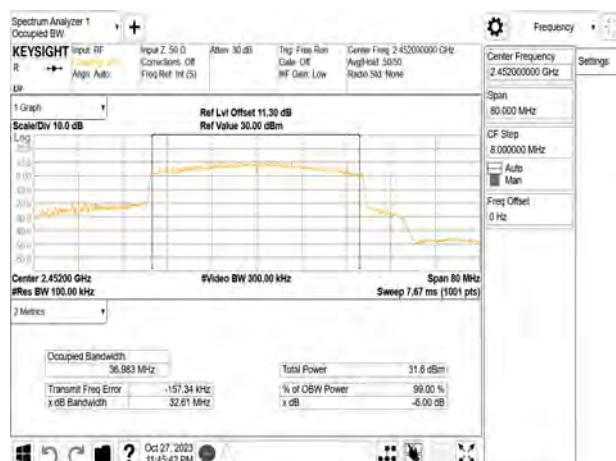 Spectrum Analyzer 1
Occupied BW
Frequency
KEYSIGHT
Input: RF
Input Z: 50 Ω
Atten: 30 dB
Trig: Free Run
Center Freq: 2.452000000 GHz
Corrections: Off
Gate: Off
Avg|Hold: 50/50
R
Align: Auto
Freq Ref: Int (S)
#IF Gain: Low
Radio Std: None
Center Frequency
2.452000000 GHz
Settings
Span
80.000 MHz
CF Step
8.000000 MHz
Auto
Man
Freq Offset
0 Hz
1 Graph
Ref Lvl Offset 11.30 dB
Scale/Div 10.0 dB
Ref Value 30.00 dBm
Log
Center 2.45200 GHz
#Video BW 300.00 kHz
Span 80 MHz
#Res BW 100.00 kHz
Sweep 7.67 ms (1001 pts)
2 Metrics
Occupied Bandwidth
36.983 MHz
Total Power
31.6 dBm
Transmit Freq Error
-157.34 kHz
% of OBW Power
99.00 %
x dB Bandwidth
32.61 MHz
x dB
-6.00 dB
?
Oct 27, 2023
11:45:42 PM